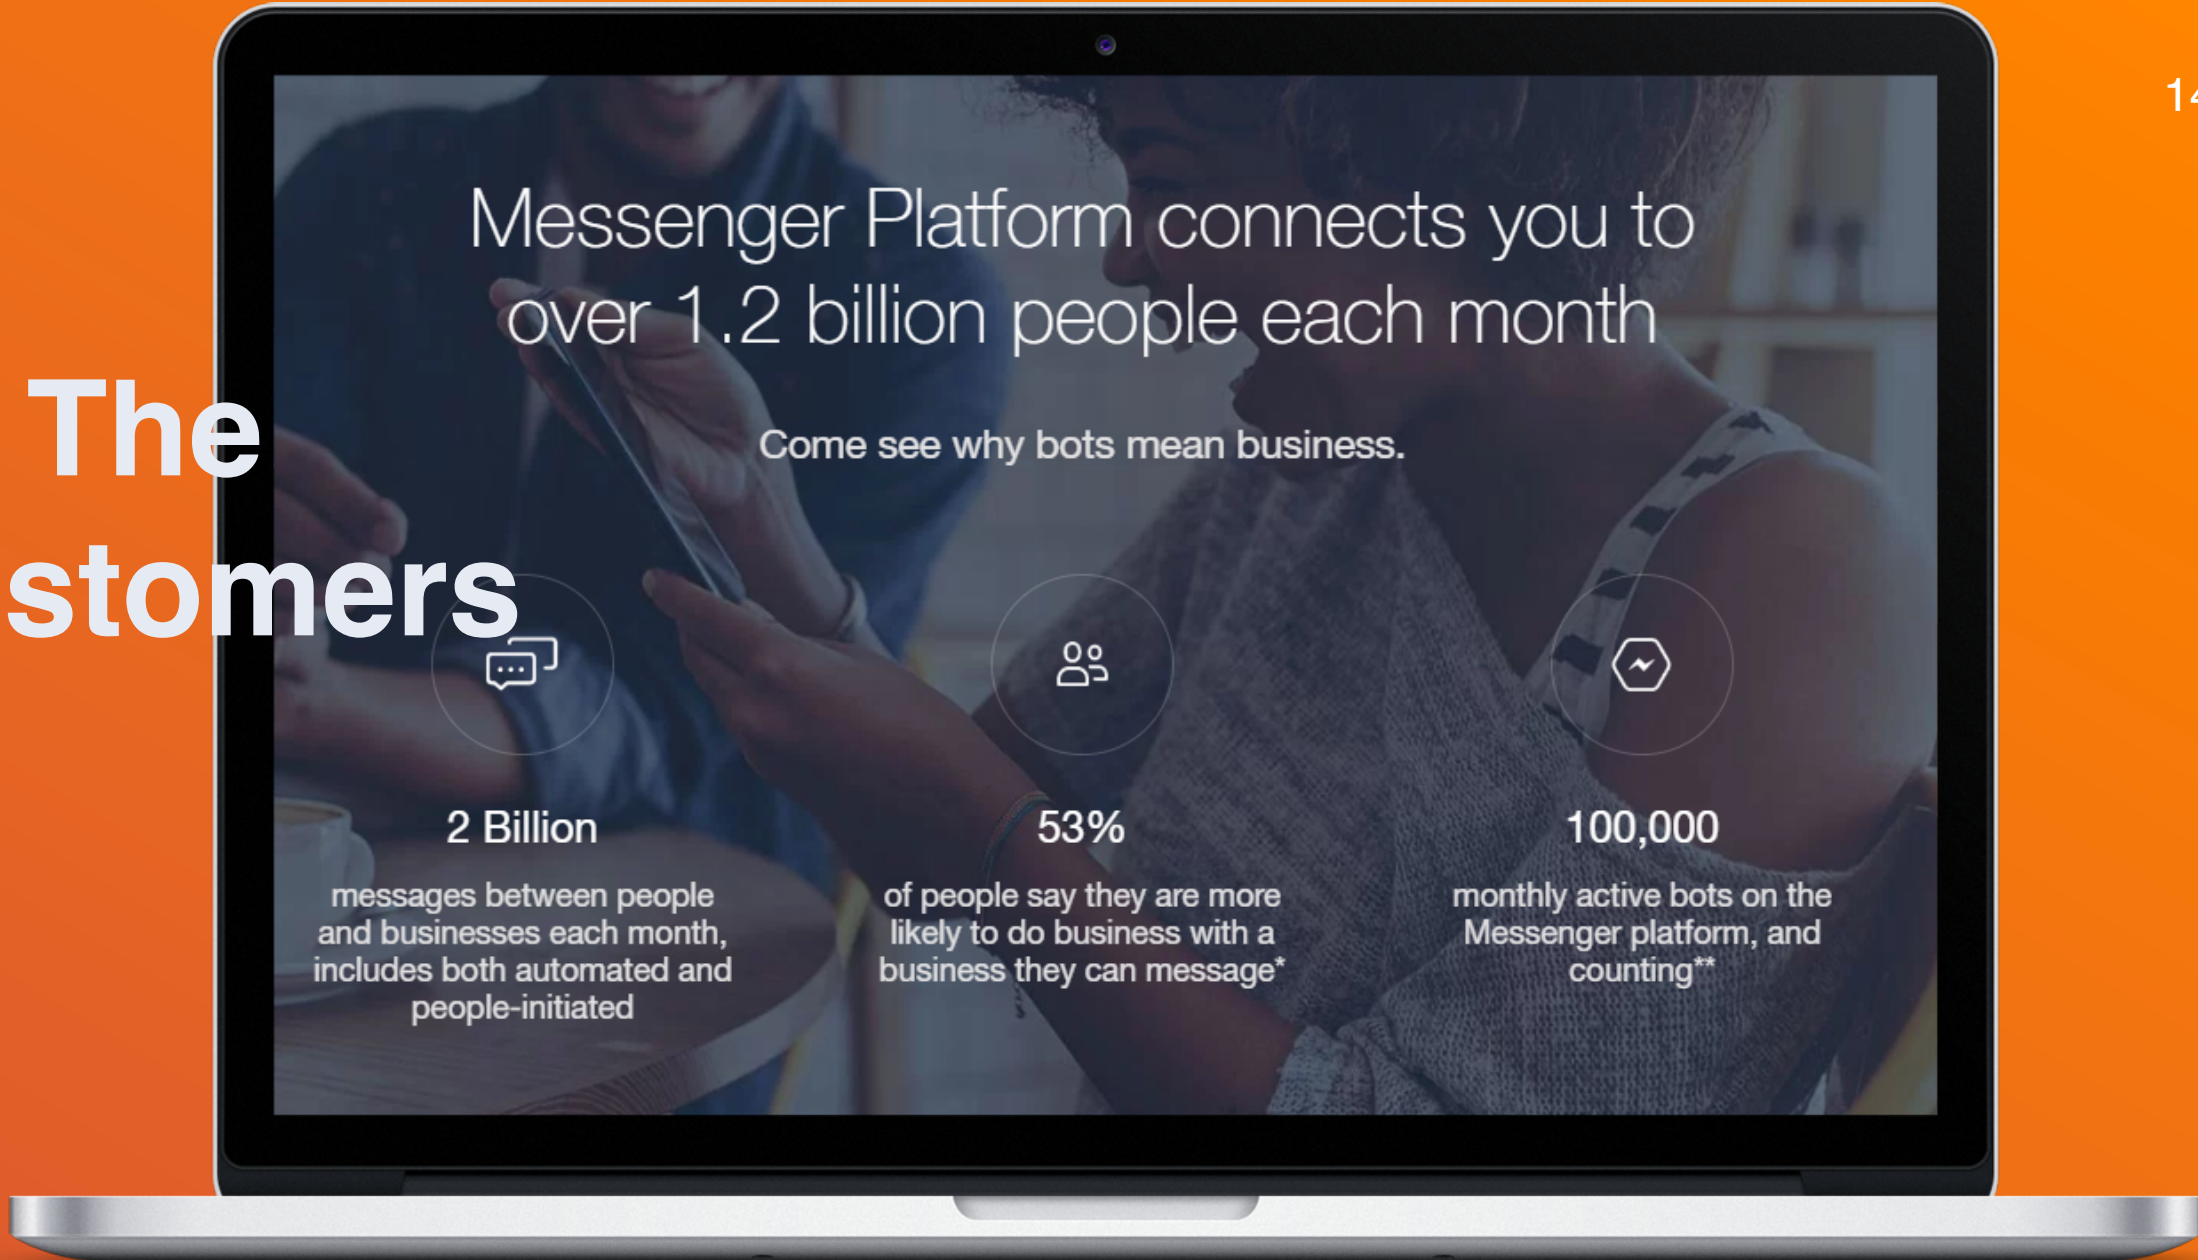 14
Messenger Platform connects you to
over 1.2 billion people each month
The
stomers
Come see why bots mean business.
2 Billion
messages between people
and businesses each month,
includes both automated and
people-initiated
53%
of people say they are more
likely to do business with a
business they can message*
100,000
monthly active bots on the
Messenger platform, and
counting**